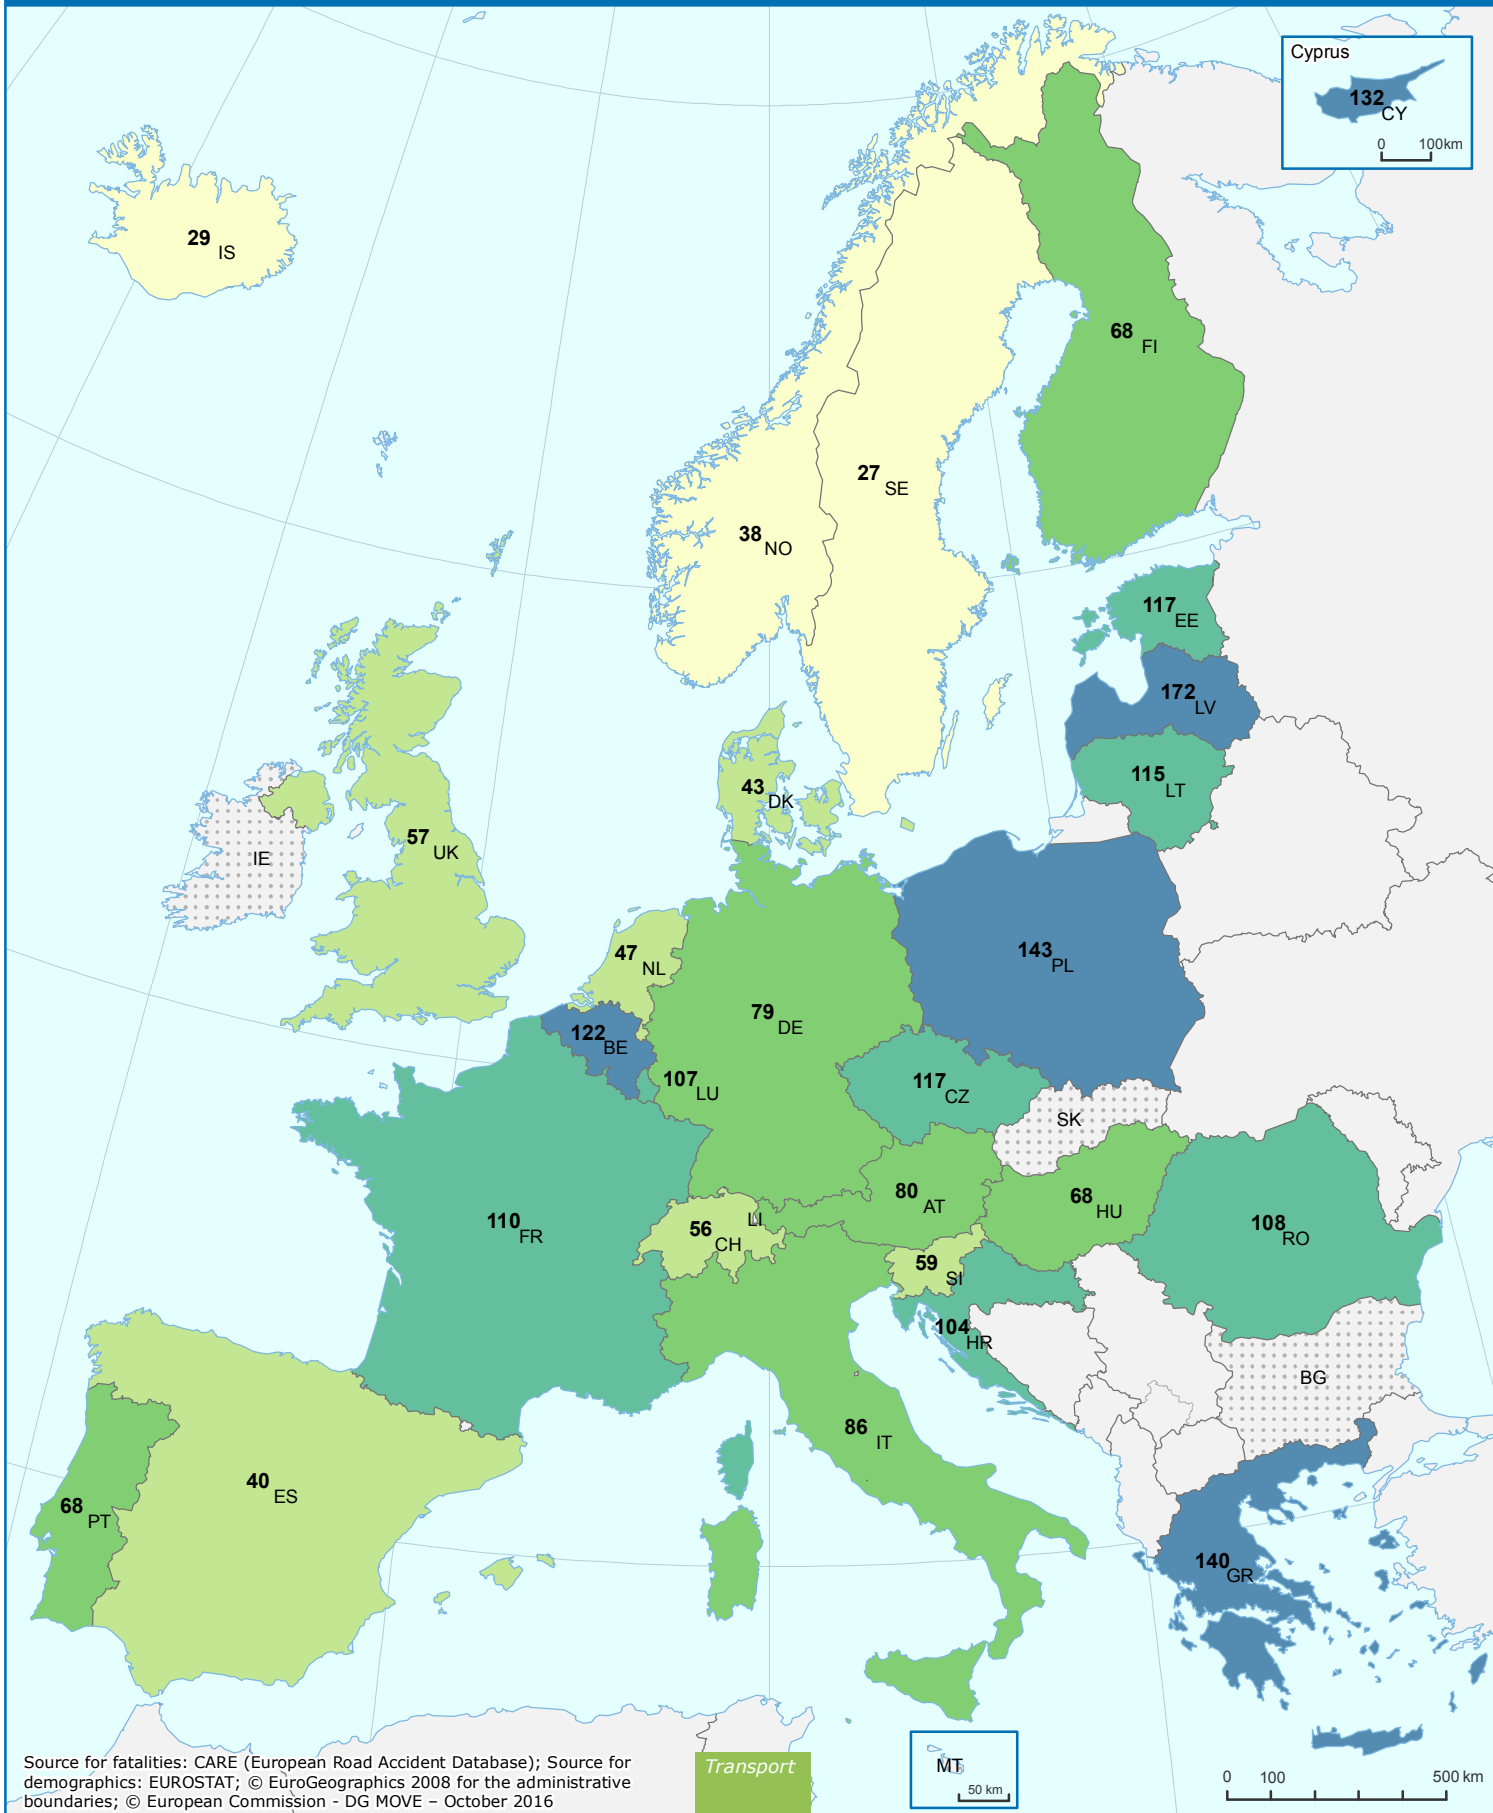 Cyprus
132
CY
0 100km
29
IS
68
FI
27
SE
38
NO
117
EE
172
LV
115
LT
43
DK
57
UK
IE
47
NL
143
PL
79
DE
122
BE
107
LU
117
CZ
SK
80
AT
68
HU
110
FR
56
CH
LI
108
RO
59
SI
104
HR
BG
86
IT
40
ES
68
PT
140
GR
MT
50 km
0 100 500 km
Transport
Source for fatalities: CARE (European Road Accident Database); Source for
demographics: EUROSTAT; © EuroGeographics 2008 for the administrative
boundaries; © European Commission - DG MOVE – October 2016